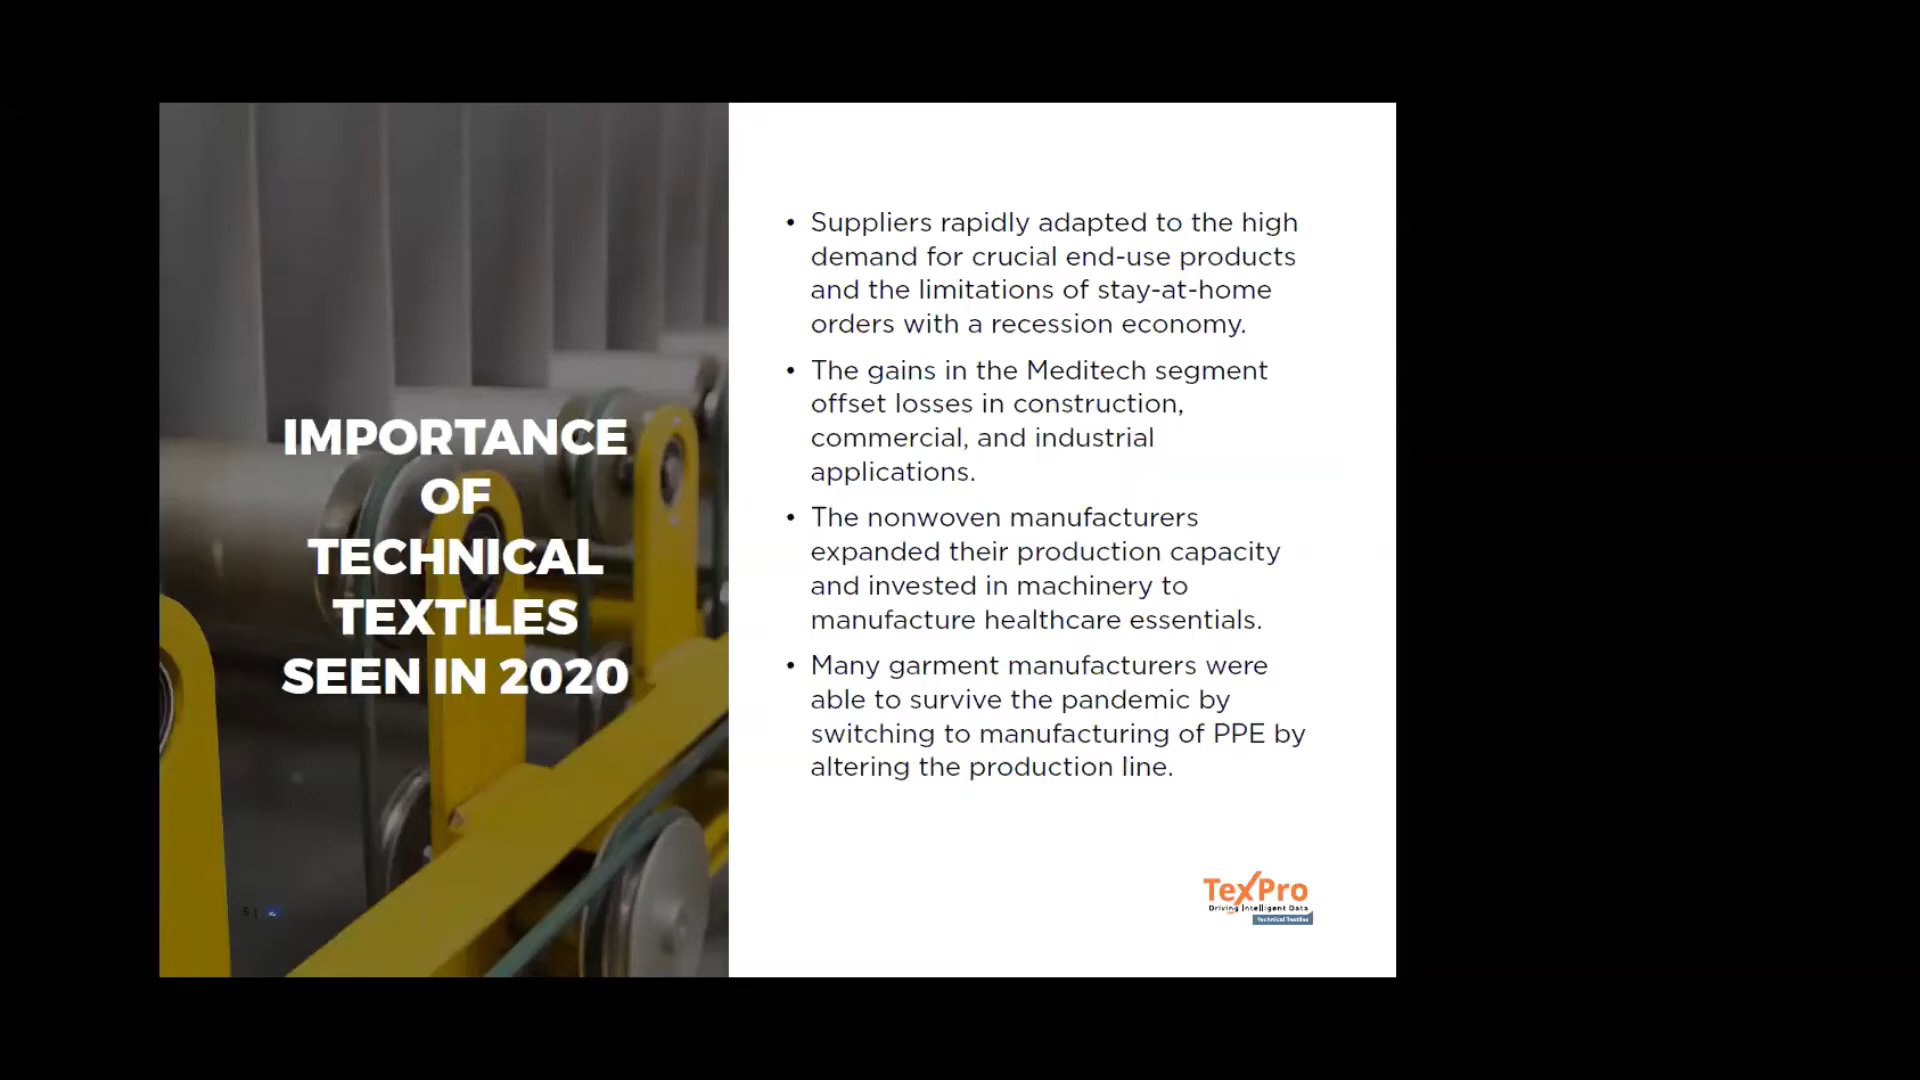 IMPORTANCE
OF
TECHNICAL
TEXTILES
SEEN IN 2020
5 |
• Suppliers rapidly adapted to the high
demand for crucial end-use products
and the limitations of stay-at-home
orders with a recession economy.
• The gains in the Meditech segment
offset losses in construction,
commercial, and industrial
applications.
• The nonwoven manufacturers
expanded their production capacity
and invested in machinery to
manufacture healthcare essentials.
• Many garment manufacturers were
able to survive the pandemic by
switching to manufacturing of PPE by
altering the production line.
TexPro
Driving Intelligent Data
Technical Textiles